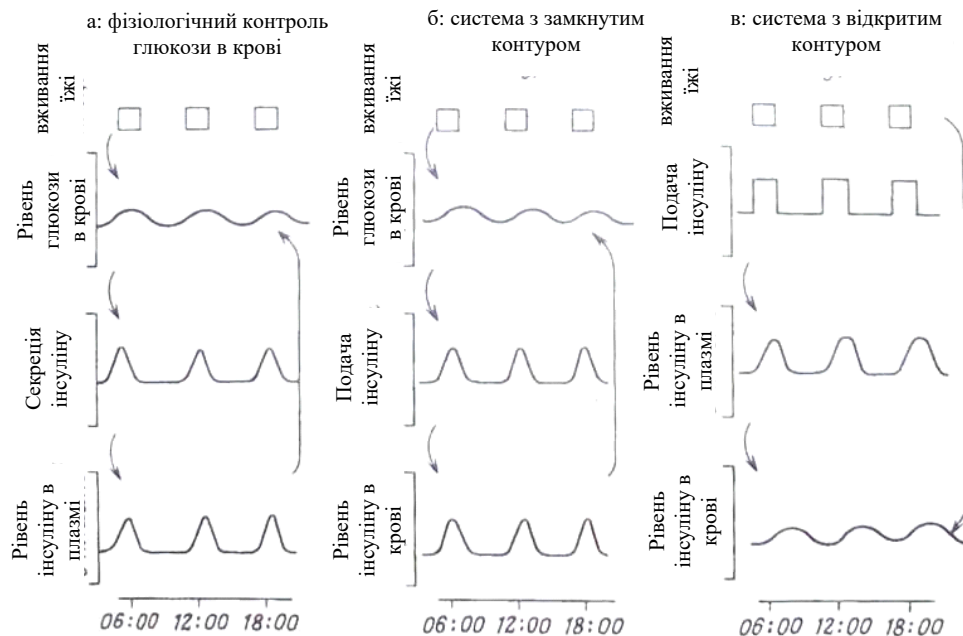 а: фізіологічний контроль
глюкози в крові
вживання
їжі
Рівень
глюкози
в крові
Секреція
інсуліну
Рівень
інсуліну в
плазмі
06:00 12:00 18:00
б: система з замкнутим
контуром
вживання
їжі
Рівень
глюкози
в крові
Подача
інсуліну
Рівень
інсуліну в
крові
06:00 12:00 18:00
в: система з відкритим
контуром
вживання
їжі
Подача
інсуліну
Рівень
інсуліну в
плазмі
Рівень
інсуліну в
крові
06:00 12:00 18:00